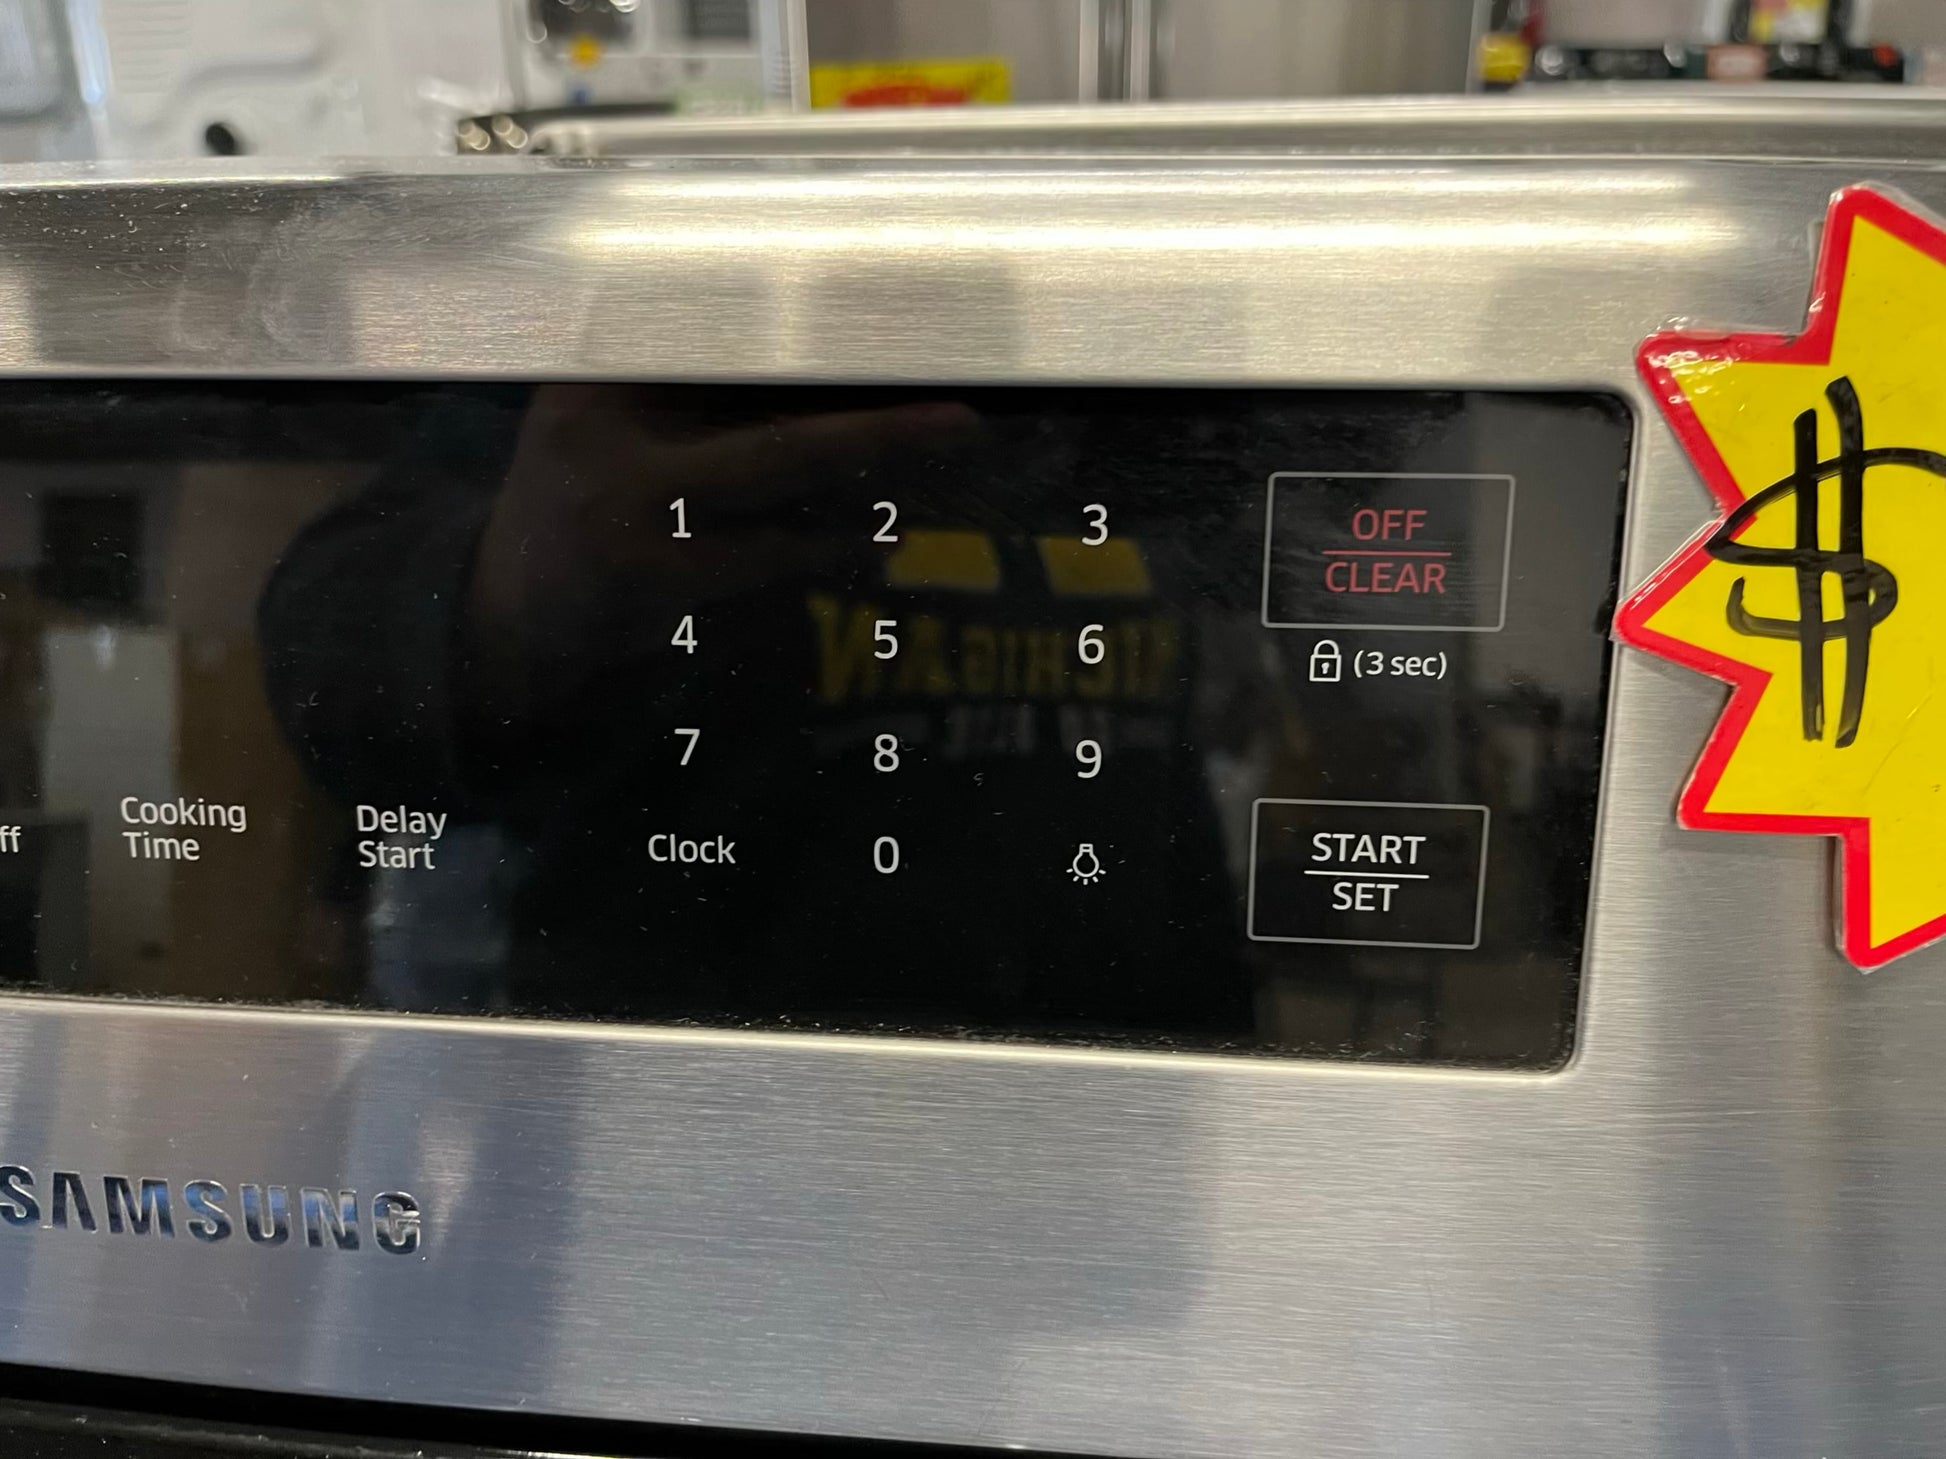 1 2 3
OFF
CLEAR
4 5 6
(3 sec)
7 8 9
ff
Cooking
Time
Delay
Start
Clock 0
START
SET
SAMSUNG
$